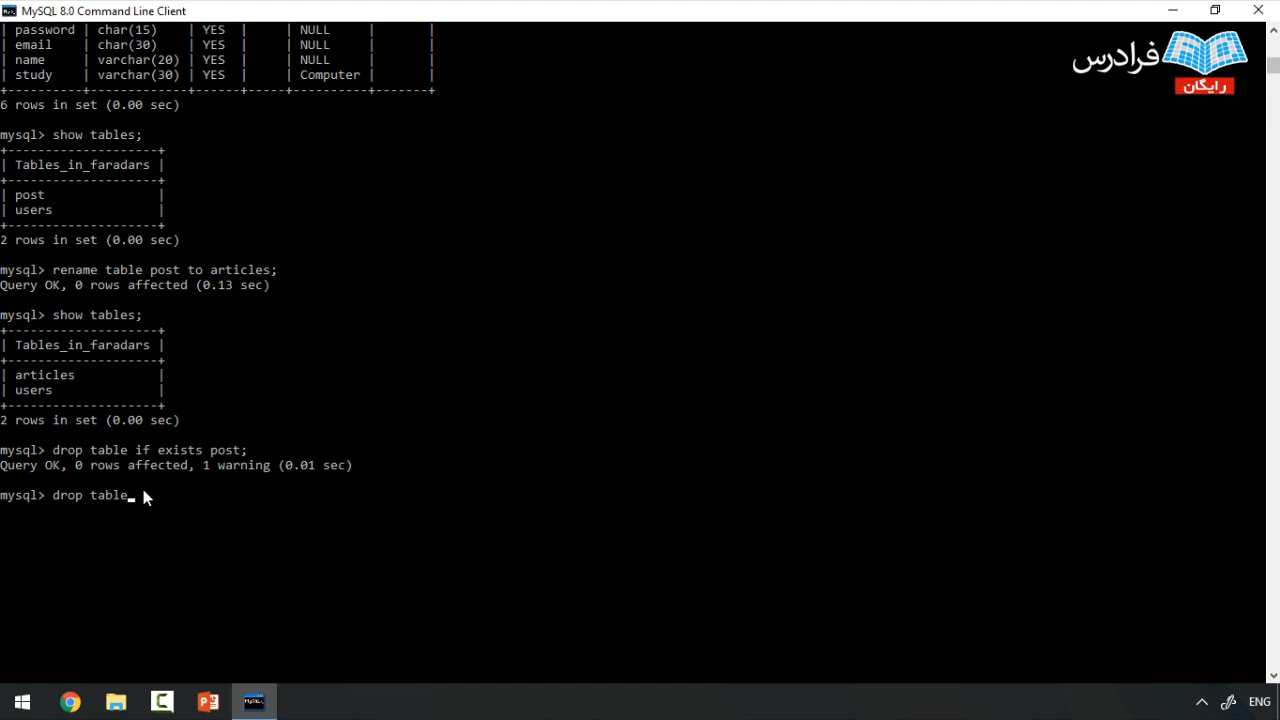 MySQL 8.0 Command Line Client
| password | char(15)    | YES  |     | NULL     |       |
| email    | char(30)    | YES  |     | NULL     |       |
| name     | varchar(20) | YES  |     | NULL     |       |
| study    | varchar(30) | YES  |     | Computer |       |
+----------+-------------+------+-----+----------+-------+
6 rows in set (0.00 sec)
mysql> show tables;
+--------------------+
| Tables_in_faradars |
+--------------------+
| post               |
| users              |
+--------------------+
2 rows in set (0.00 sec)
mysql> rename table post to articles;
Query OK, 0 rows affected (0.13 sec)
mysql> show tables;
+--------------------+
| Tables_in_faradars |
+--------------------+
| articles           |
| users              |
+--------------------+
2 rows in set (0.00 sec)
mysql> drop table if exists post;
Query OK, 0 rows affected, 1 warning (0.01 sec)
mysql> drop table
فرادرس
رایگان
ENG